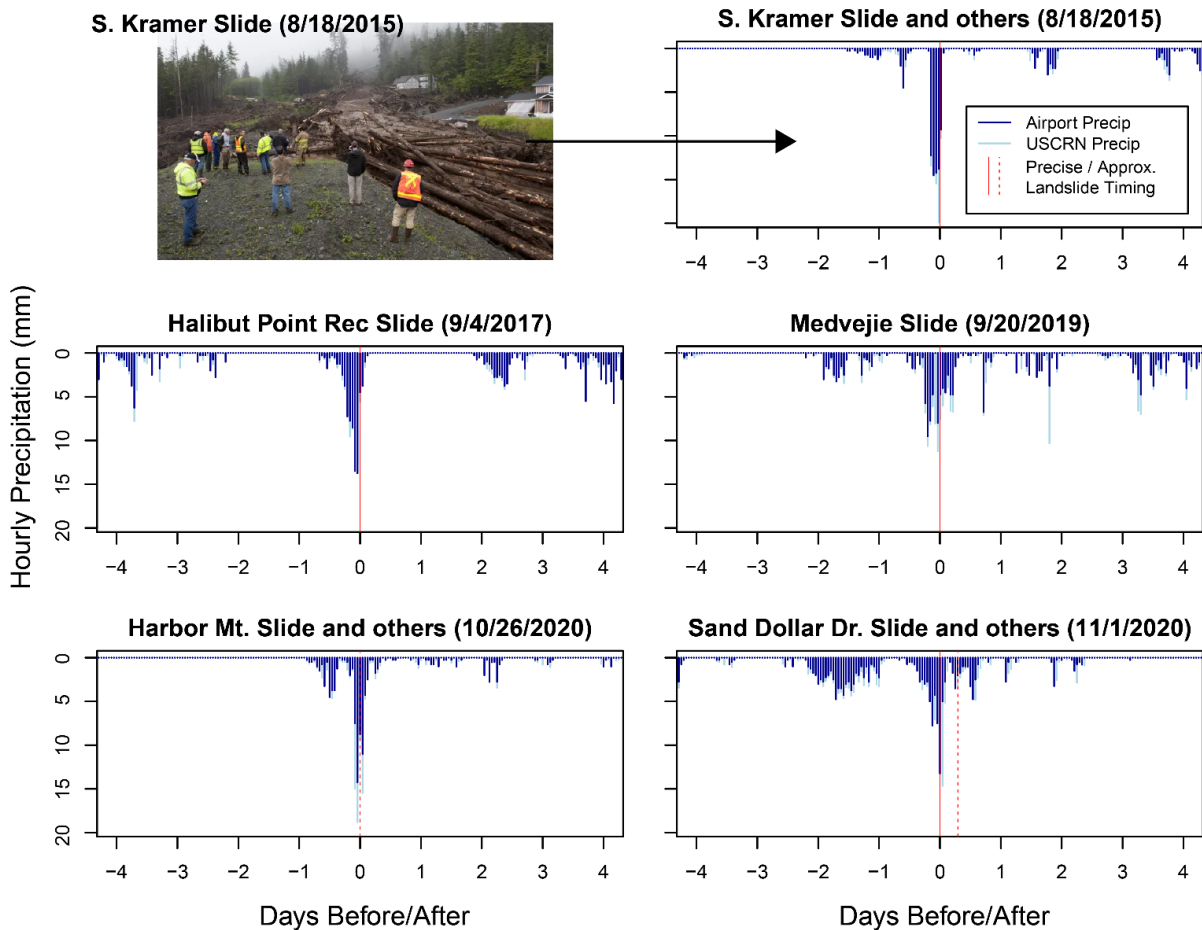 S. Kramer Slide (8/18/2015)
S. Kramer Slide and others (8/18/2015)
Airport Precip
USCRN Precip
Precise / Approx.
Landslide Timing
−4 −3 −2 −1 0 1 2 3 4
Hourly Precipitation (mm)
Halibut Point Rec Slide (9/4/2017)
0
5
10
15
20
−4 −3 −2 −1 0 1 2 3 4
Medvejie Slide (9/20/2019)
−4 −3 −2 −1 0 1 2 3 4
Harbor Mt. Slide and others (10/26/2020)
0
5
10
15
20
−4 −3 −2 −1 0 1 2 3 4
Days Before/After
Sand Dollar Dr. Slide and others (11/1/2020)
−4 −3 −2 −1 0 1 2 3 4
Days Before/After